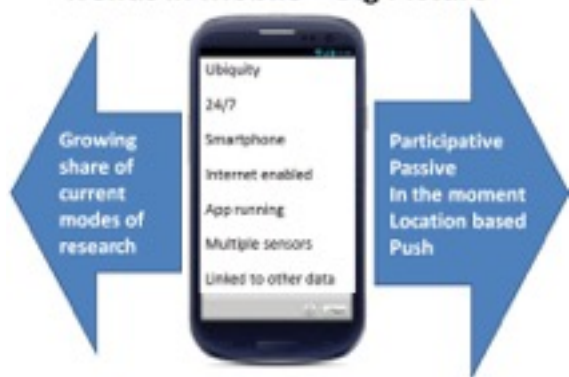 Growing
share of
current
modes of
research
Ubiquity
24/7
Smartphone
Internet enabled
App running
Multiple sensors
Linked to other data
Participative
Passive
In the moment
Location based
Push